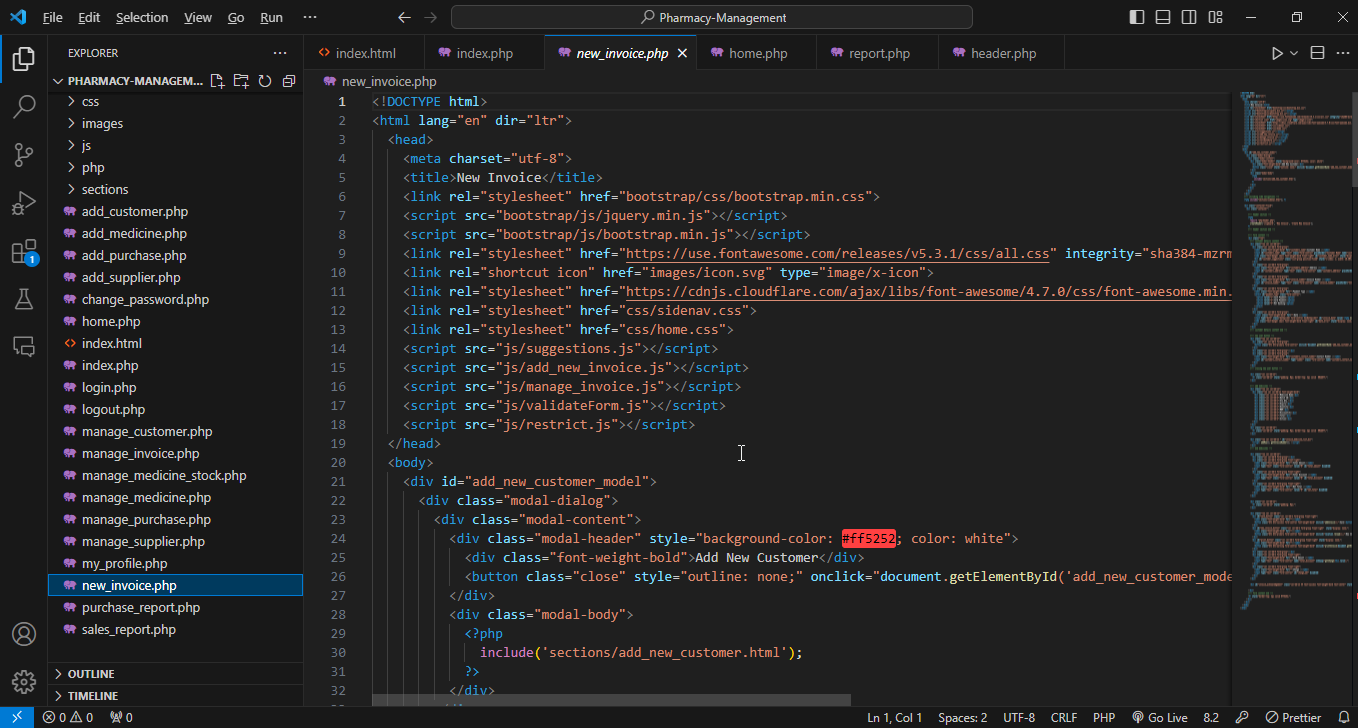 File Edit Selection View Go Run ··· Pharmacy-Management
EXPLORER ···
PHARMACY-MANAGEM...
css
images
js
php
sections
add_customer.php
add_medicine.php
add_purchase.php
add_supplier.php
change_password.php
home.php
index.html
index.php
login.php
logout.php
manage_customer.php
manage_invoice.php
manage_medicine_stock.php
manage_medicine.php
manage_purchase.php
manage_supplier.php
my_profile.php
new_invoice.php
purchase_report.php
sales_report.php
OUTLINE
TIMELINE
1
index.html index.php new_invoice.php home.php report.php header.php
new_invoice.php
1 <!DOCTYPE html>
2 <html lang="en" dir="ltr">
3 <head>
4 <meta charset="utf-8">
5 <title>New Invoice</title>
6 <link rel="stylesheet" href="bootstrap/css/bootstrap.min.css">
7 <script src="bootstrap/js/jquery.min.js"></script>
8 <script src="bootstrap/js/bootstrap.min.js"></script>
9 <link rel="stylesheet" href="https://use.fontawesome.com/releases/v5.3.1/css/all.css" integrity="sha384-mzrm
10 <link rel="shortcut icon" href="images/icon.svg" type="image/x-icon">
11 <link rel="stylesheet" href="https://cdnjs.cloudflare.com/ajax/libs/font-awesome/4.7.0/css/font-awesome.min.
12 <link rel="stylesheet" href="css/sidenav.css">
13 <link rel="stylesheet" href="css/home.css">
14 <script src="js/suggestions.js"></script>
15 <script src="js/add_new_invoice.js"></script>
16 <script src="js/manage_invoice.js"></script>
17 <script src="js/validateForm.js"></script>
18 <script src="js/restrict.js"></script>
19 </head>
20 <body>
21 <div id="add_new_customer_model">
22 <div class="modal-dialog">
23 <div class="modal-content">
24 <div class="modal-header" style="background-color: #ff5252; color: white">
25 <div class="font-weight-bold">Add New Customer</div>
26 <button class="close" style="outline: none;" onclick="document.getElementById('add_new_customer_mode
27 </div>
28 <div class="modal-body">
29 <?php
30 include('sections/add_new_customer.html');
31 ?>
32 </div>
0 0 0 Ln 1, Col 1 Spaces: 2 UTF-8 CRLF PHP Go Live 8.2 Prettier